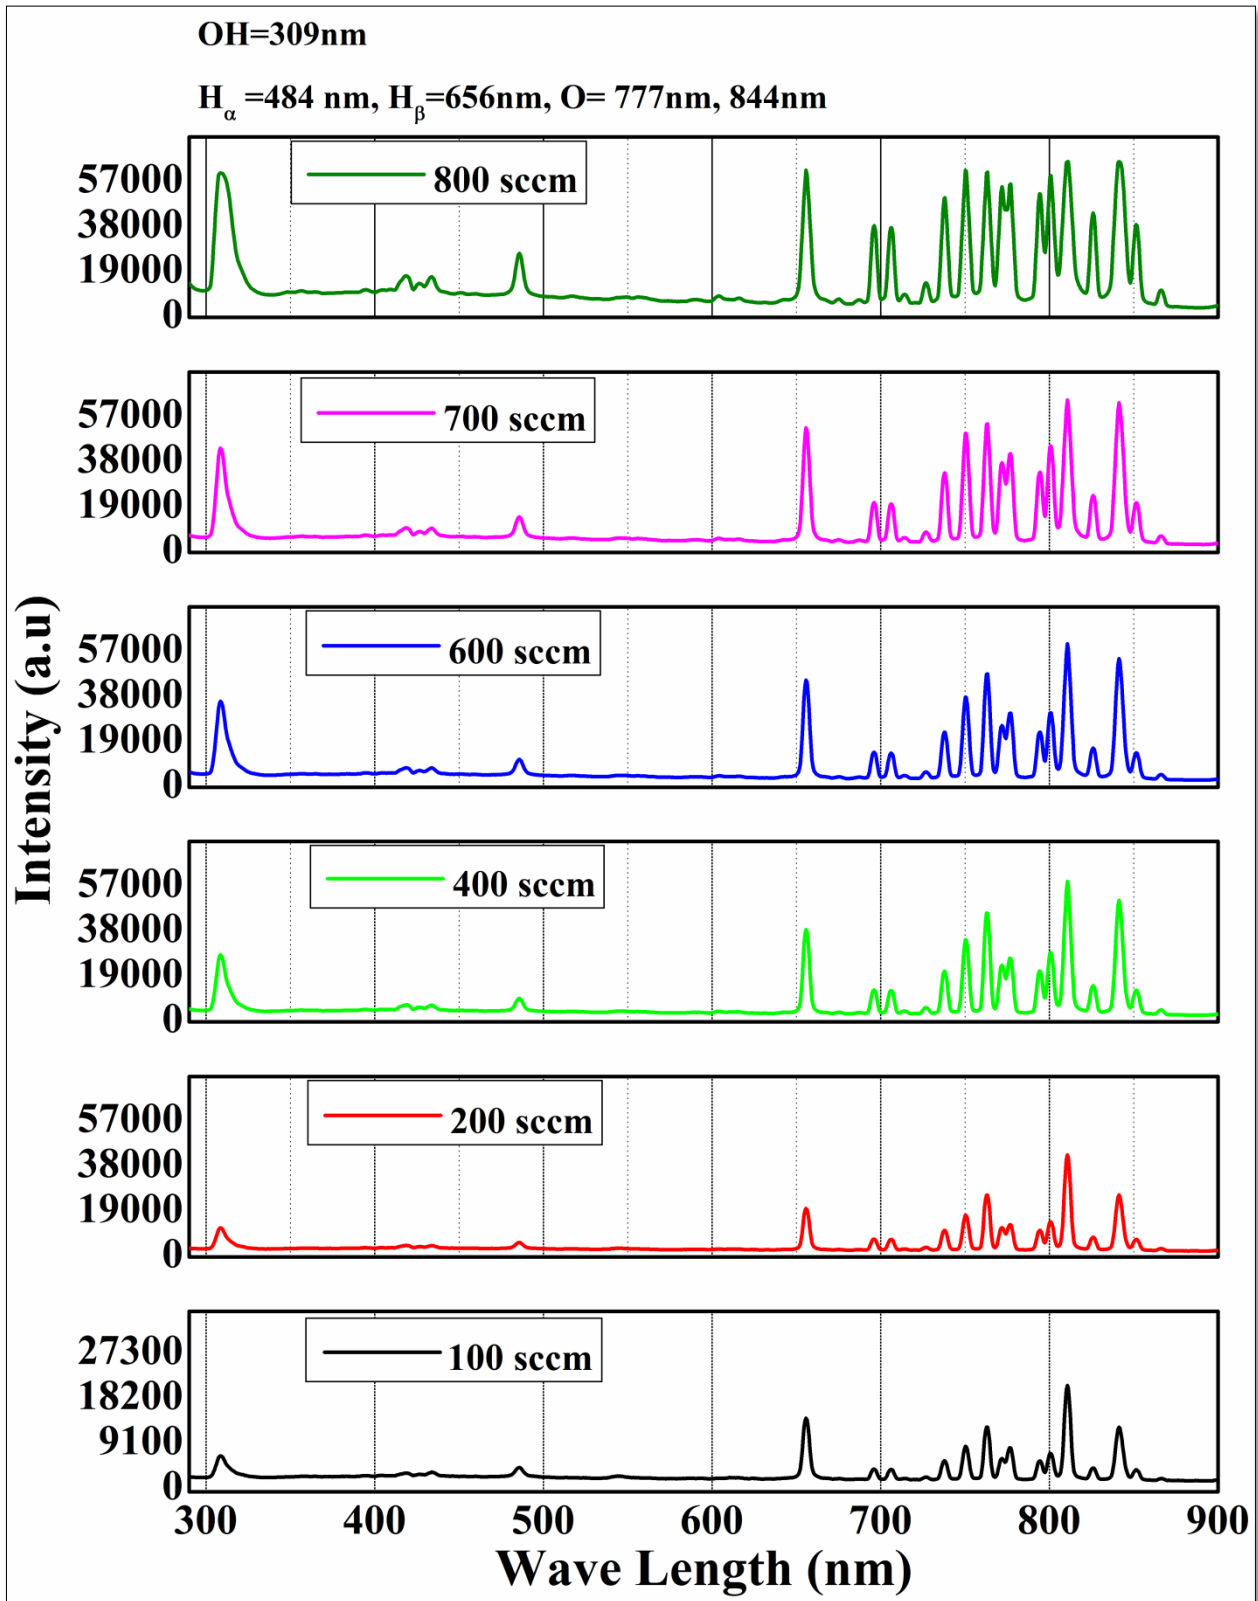 OH=309nm
Hα =484 nm, Hβ=656nm, O= 777nm, 844nm
800 sccm
57000
38000
19000
0
700 sccm
57000
38000
19000
0
600 sccm
57000
38000
19000
0
400 sccm
57000
38000
19000
0
200 sccm
57000
38000
19000
0
100 sccm
27300
18200
9100
0
Intensity (a.u)
300 400 500 600 700 800 900
Wave Length (nm)